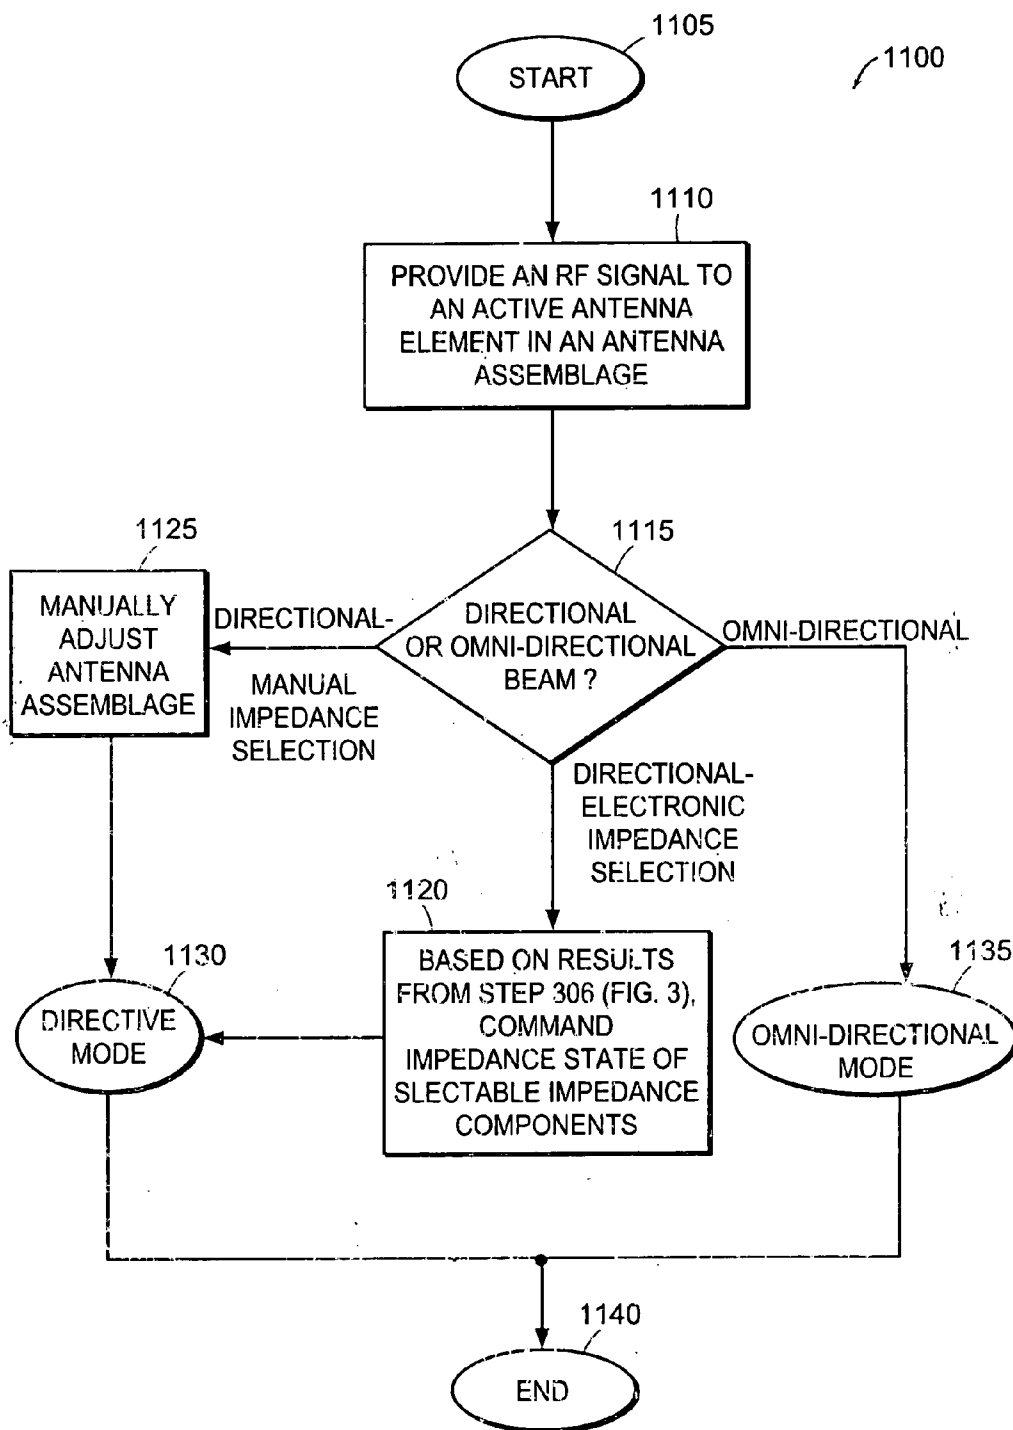 1105
START
1100
1110
PROVIDE AN RF SIGNAL TO
AN ACTIVE ANTENNA
ELEMENT IN AN ANTENNA
ASSEMBLAGE
1125
1115
MANUALLY
ADJUST
ANTENNA
ASSEMBLAGE
DIRECTIONAL-
MANUAL
IMPEDANCE
SELECTION
DIRECTIONAL
OR OMNI-DIRECTIONAL
BEAM ?
OMNI-DIRECTIONAL
DIRECTIONAL-
ELECTRONIC
IMPEDANCE
SELECTION
1120
1130
DIRECTIVE
MODE
BASED ON RESULTS
FROM STEP 306 (FIG. 3),
COMMAND
IMPEDANCE STATE OF
SLECTABLE IMPEDANCE
COMPONENTS
1135
OMNI-DIRECTIONAL
MODE
1140
END